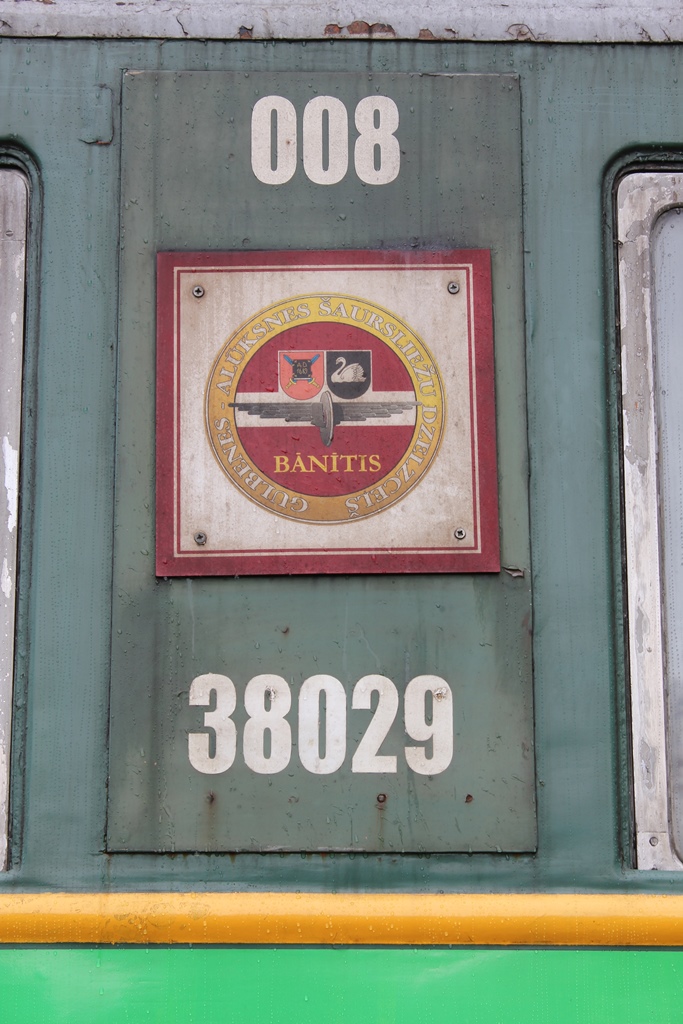 008
GULBENES - ALŪKSNES ŠAURSLIEŽU DZELZCEĻŠ
BĀNĪTIS
38029